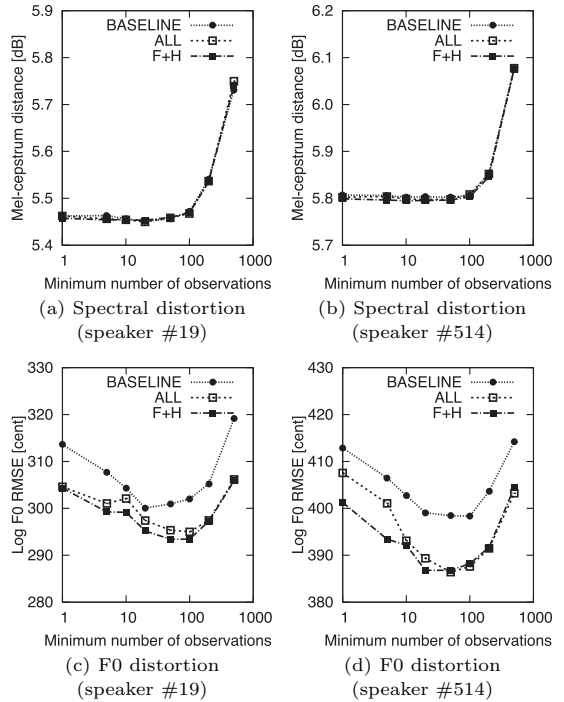 5.9
5.8
5.7
5.6
5.5
5.4
Mel-cepstrum distance [dB]
BASELINE
ALL
F+H
1 10 100 1000
Minimum number of observations
(a) Spectral distortion
(speaker #19)
6.2
6.1
6.0
5.9
5.8
5.7
Mel-cepstrum distance [dB]
BASELINE
ALL
F+H
1 10 100 1000
Minimum number of observations
(b) Spectral distortion
(speaker #514)
330
320
310
300
290
280
Log F0 RMSE [cent]
BASELINE
ALL
F+H
1 10 100 1000
Minimum number of observations
(c) F0 distortion
(speaker #19)
430
420
410
400
390
380
Log F0 RMSE [cent]
BASELINE
ALL
F+H
1 10 100 1000
Minimum number of observations
(d) F0 distortion
(speaker #514)